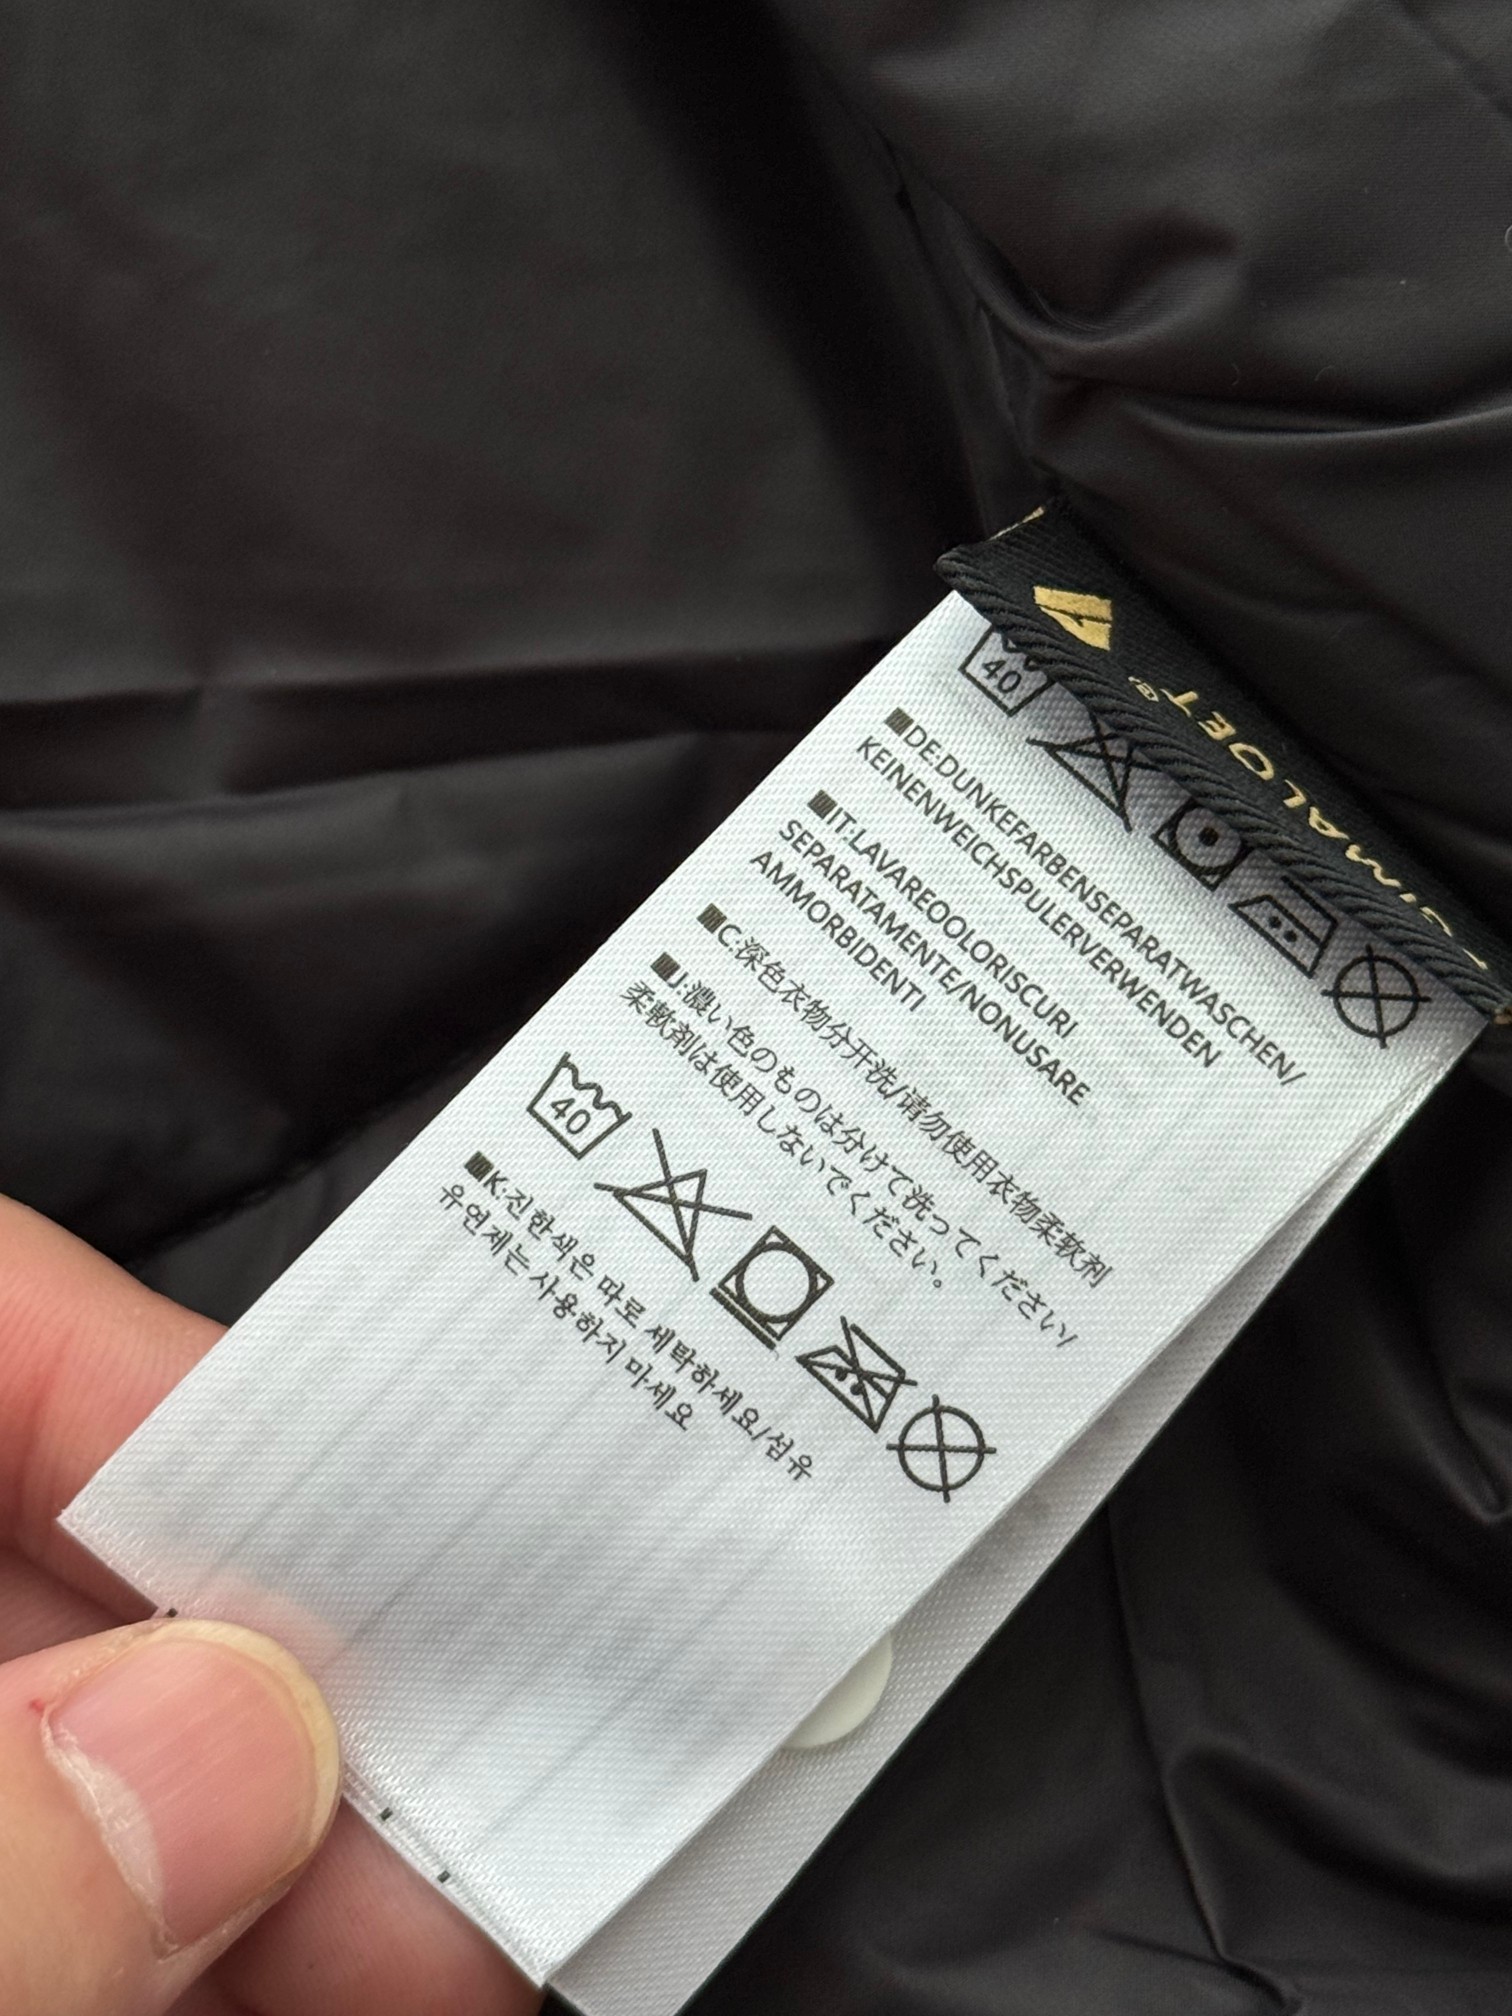 40
DE:DUNKEFARBENSEPARATWASCHEN/
KEINENWEICHSPULERVERWENDEN
IT:LAVAREOOLORISCURI
SEPARATAMENTE/NONUSARE
AMMORBIDENTI
C:深色衣物分开洗/请勿使用衣物柔软剂
J:濃い色のものは分けて洗ってください/
柔軟剤は使用しないでください。
40
K:진한색은 따로 세탁하세요/섬유
유연제는 사용하지 마세요